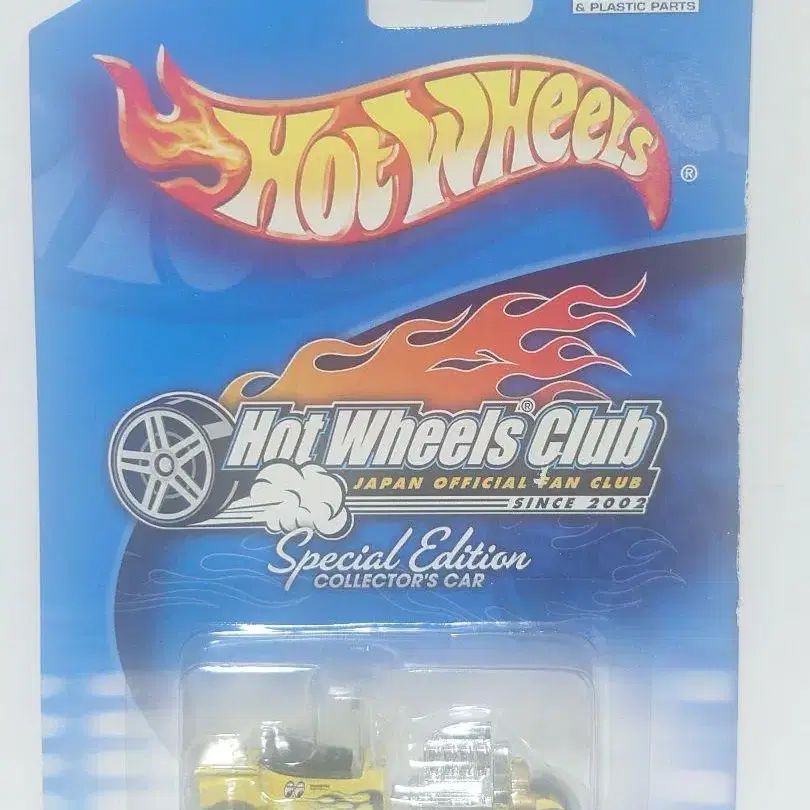 & PLASTIC PARTS
Hot Wheels ®
Hot Wheels® Club
JAPAN OFFICIAL FAN CLUB
SINCE 2002
Special Edition
COLLECTOR'S CAR